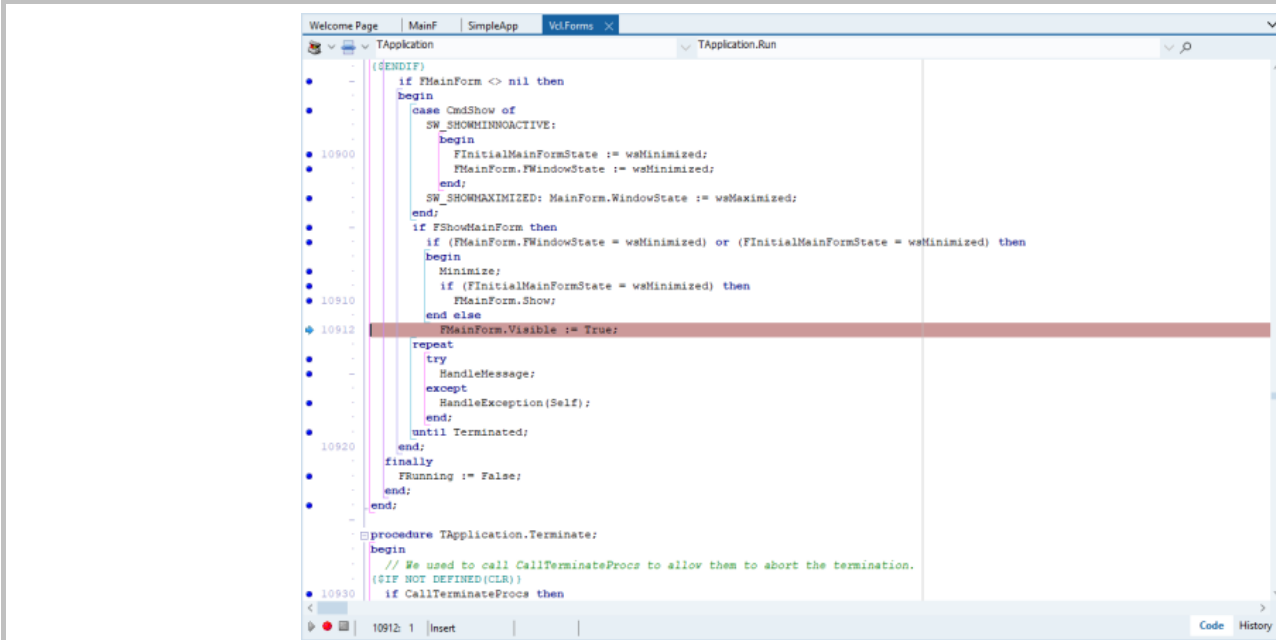 Welcome Page MainF SimpleApp Vcl.Forms
TApplication TApplication.Run
{$ENDIF}
if FMainForm <> nil then
begin
case CmdShow of
SW_SHOWMINNOACTIVE:
begin
10900 FInitialMainFormState := wsMinimized;
FMainForm.FWindowState := wsMinimized;
end;
SW_SHOWMAXIMIZED: MainForm.WindowState := wsMaximized;
end;
if FShowMainForm then
if (FMainForm.FWindowState = wsMinimized) or (FInitialMainFormState = wsMinimized) then
begin
Minimize;
if (FInitialMainFormState = wsMinimized) then
10910 FMainForm.Show;
end else
10912 FMainForm.Visible := True;
repeat
try
HandleMessage;
except
HandleException(Self);
end;
until Terminated;
10920 end;
finally
FRunning := False;
end;
end;
procedure TApplication.Terminate;
begin
// We used to call CallTerminateProcs to allow them to abort the termination.
{$IF NOT DEFINED(CLR)}
10930 if CallTerminateProcs then
10912: 1 Insert Code History